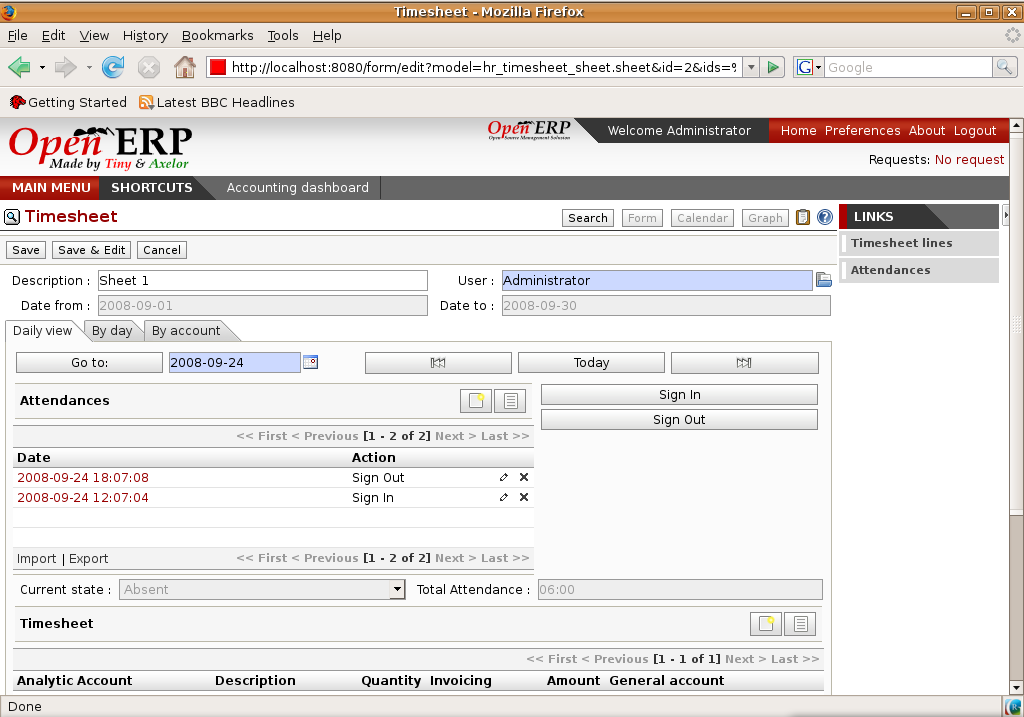 Timesheet - Mozilla Firefox
File Edit View History Bookmarks Tools Help
http://localhost:8080/form/edit?model=hr_timesheet_sheet.sheet&id=2&ids=% G Google
Getting Started Latest BBC Headlines
Open ERP
Made by Tiny & Axelor
Open ERP
Open Source Management Solution
Welcome Administrator Home Preferences About Logout
Requests: No request
MAIN MENU SHORTCUTS Accounting dashboard
Timesheet Search Form Calendar Graph ? LINKS
Timesheet lines
Attendances
Save Save & Edit Cancel
Description : Sheet 1 User : Administrator
Date from : 2008-09-01 Date to : 2008-09-30
Daily view By day By account
Go to: 2008-09-24 Today
Sign In
Attendances
Sign Out
<< First < Previous [1 - 2 of 2] Next > Last >>
Date Action
2008-09-24 18:07:08 Sign Out
2008-09-24 12:07:04 Sign In
Import | Export << First < Previous [1 - 2 of 2] Next > Last >>
Current state : Absent Total Attendance : 06:00
Timesheet
<< First < Previous [1 - 1 of 1] Next > Last >>
Analytic Account Description Quantity Invoicing Amount General account
Done